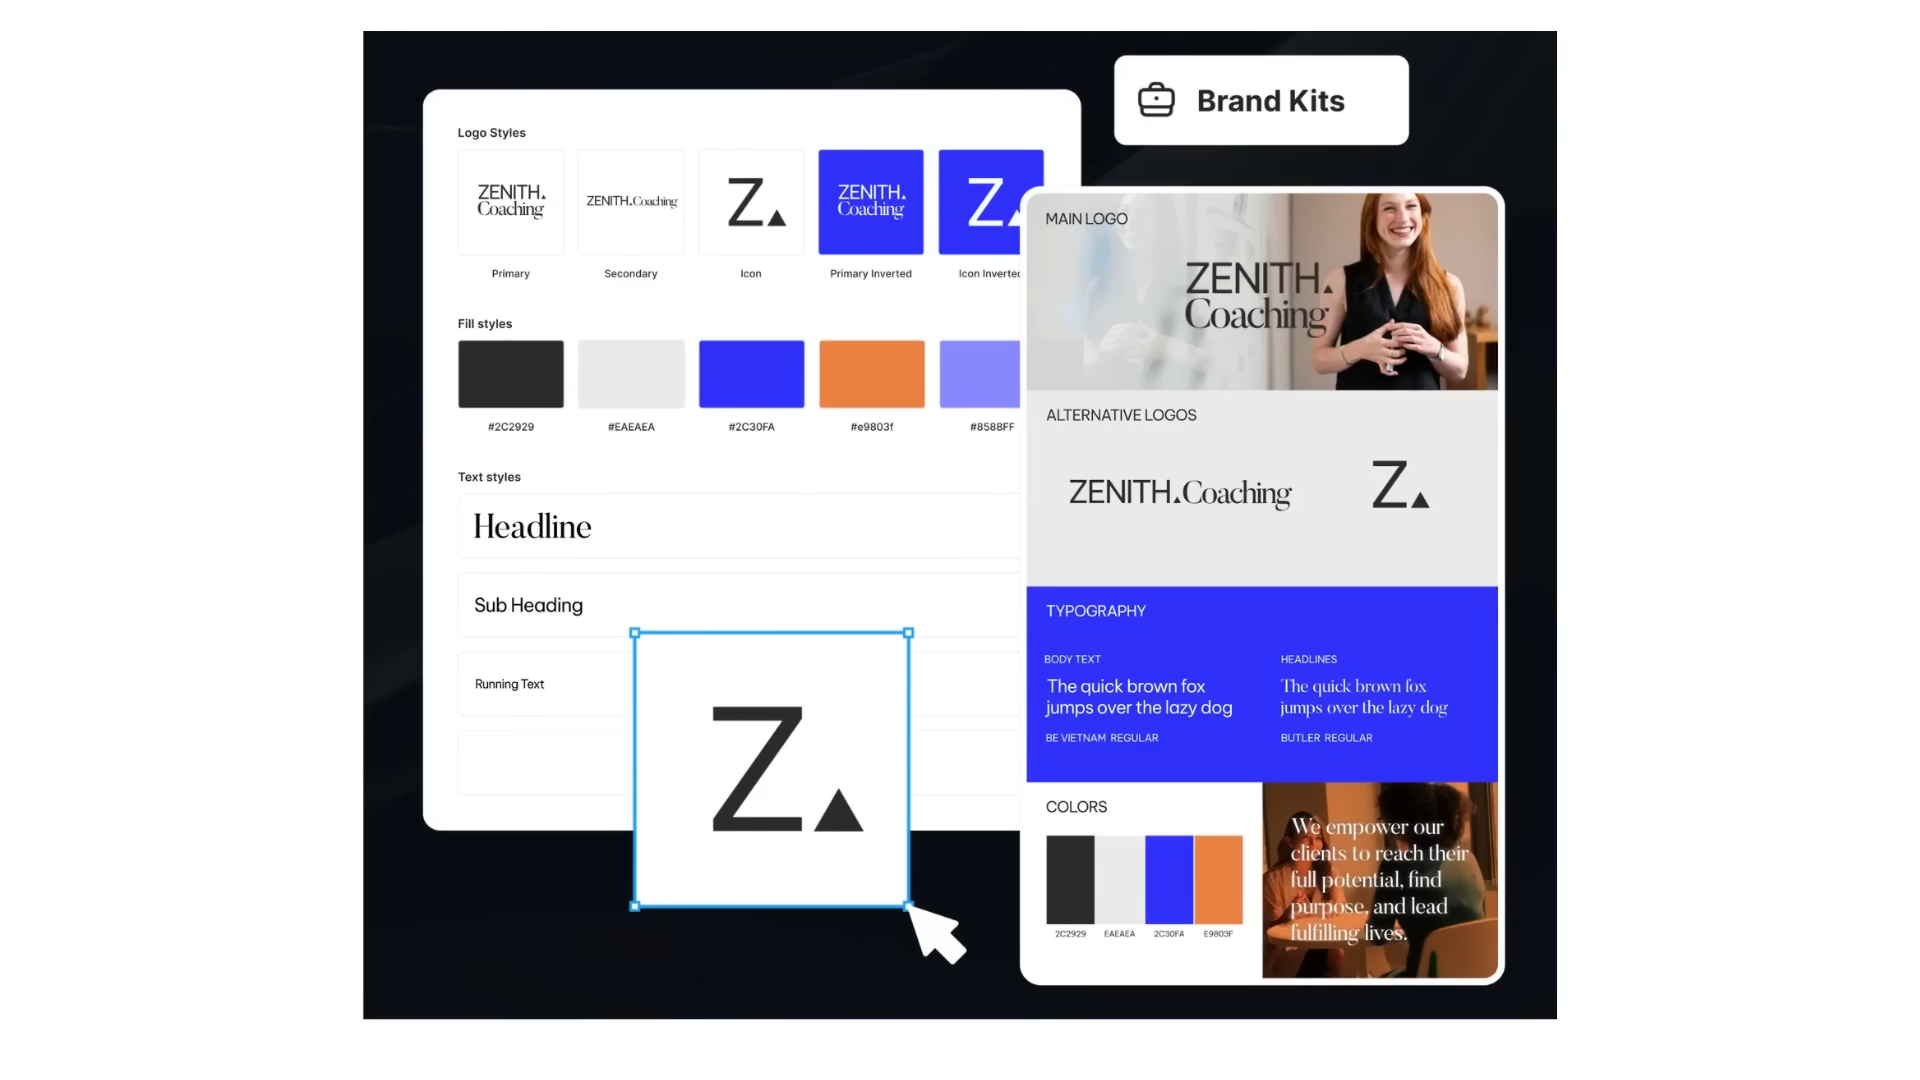 Brand Kits
Logo Styles
ZENITH
Coaching
ZENITH Coaching
Z
ZENITH
Coaching
Z
Primary
Secondary
Icon
Primary Inverted
Icon Inverted
Fill styles
#2C2929
#EAEAEA
#2C30FA
#e9803f
#8588FF
Text styles
Headline
Sub Heading
Running Text
Z
MAIN LOGO
ZENITH
Coaching
ALTERNATIVE LOGOS
ZENITH Coaching
Z
TYPOGRAPHY
BODY TEXT
The quick brown fox
jumps over the lazy dog
BE VIETNAM REGULAR
HEADLINES
The quick brown fox
jumps over the lazy dog
BUTLER REGULAR
COLORS
2C2929
EAEAEA
2C30FA
E9803F
We empower our
clients to reach their
full potential, find
purpose, and lead
fulfilling lives.